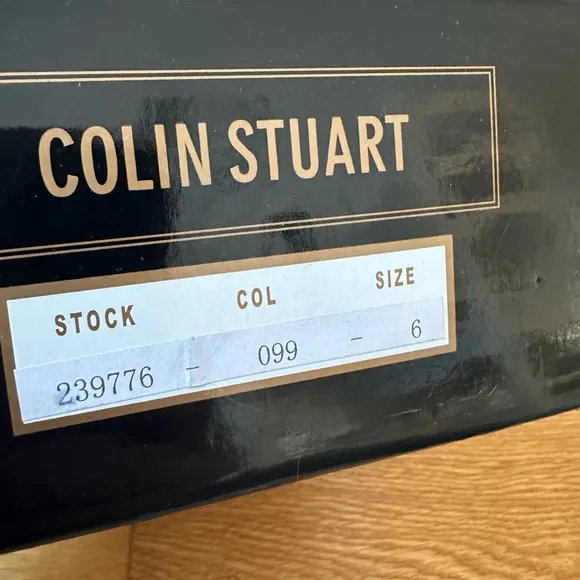 COLIN STUART
STOCK COL SIZE
239776 - 099 - 6